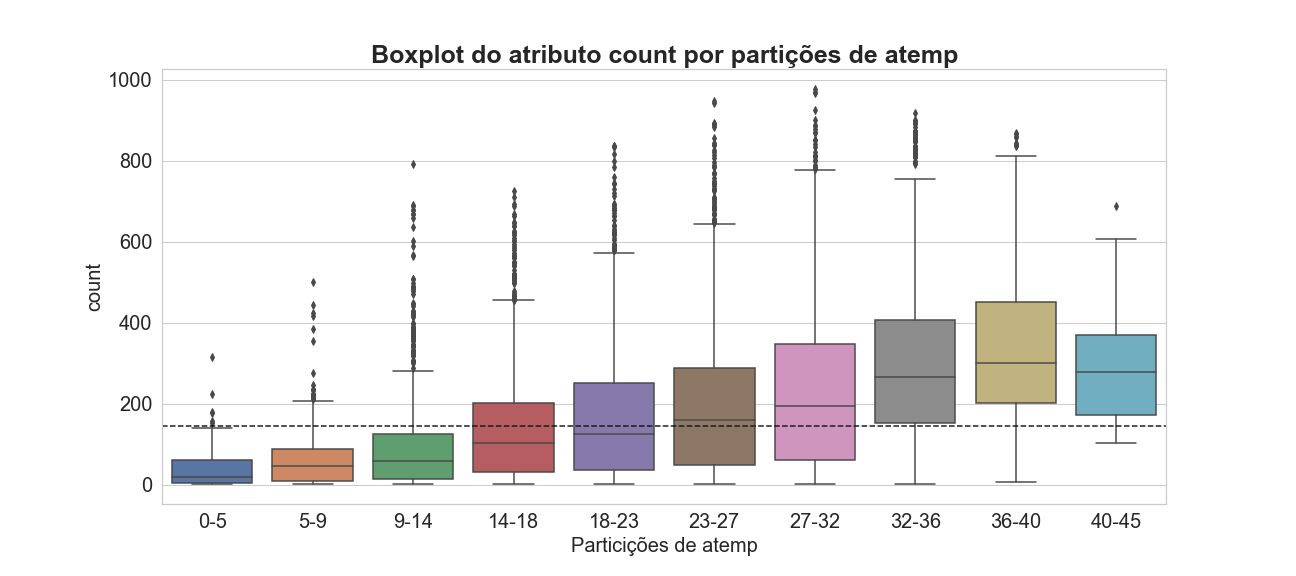 Boxplot do atributo count por partições de atemp
1000
800
600
400
200
0
count
0-5 5-9 9-14 14-18 18-23 23-27 27-32 32-36 36-40 40-45
Particições de atemp